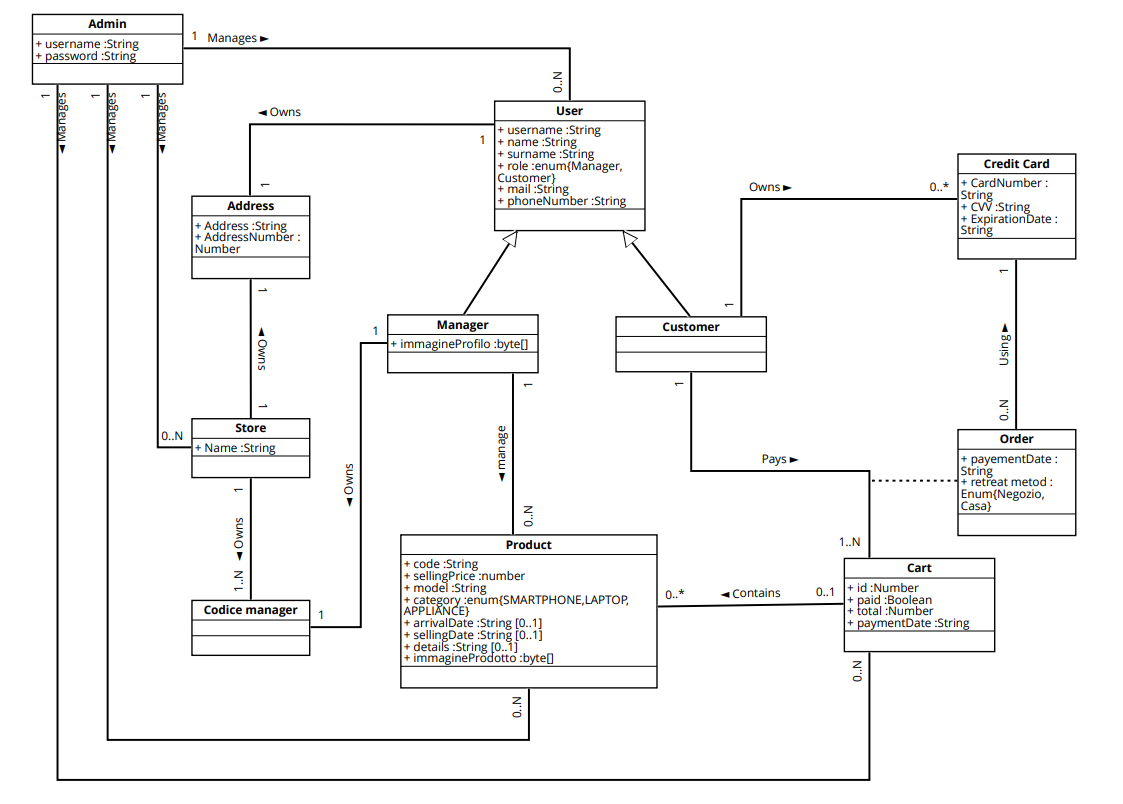 Admin
+ username :String
+ password :String
1 Manages ►
0..N
1
◄ Manages
1
◄ Manages
1
◄ Manages
User
+ username :String
+ name :String
+ surname :String
+ role :enum{Manager,
Customer}
+ mail :String
+ phoneNumber :String
◄ Owns
1
1
Address
+ Address :String
+ AddressNumber :
Number
Credit Card
+ CardNumber :
String
+ CVV :String
+ ExpirationDate :
String
Owns ►
0..*
1
1
◄ Owns
1
Manager
+ immagineProfilo :byte[]
1
Customer
1
Using ►
0..N
Store
+ Name :String
0..N
1
◄ manage
0..N
1
Pays ►
1..N
Order
+ payementDate :
String
+ retreat metod :
Enum{Negozio,
Casa}
◄ Owns
1
◄ Owns
1..N
Codice manager
1
Product
+ code :String
+ sellingPrice :number
+ model :String
+ category :enum{SMARTPHONE,LAPTOP,
APPLIANCE}
+ arrivalDate :String [0..1]
+ sellingDate :String [0..1]
+ details :String [0..1]
+ immagineProdotto :byte[]
0..* ◄ Contains 0..1
Cart
+ id :Number
+ paid :Boolean
+ total :Number
+ paymentDate :String
0..N
0..N